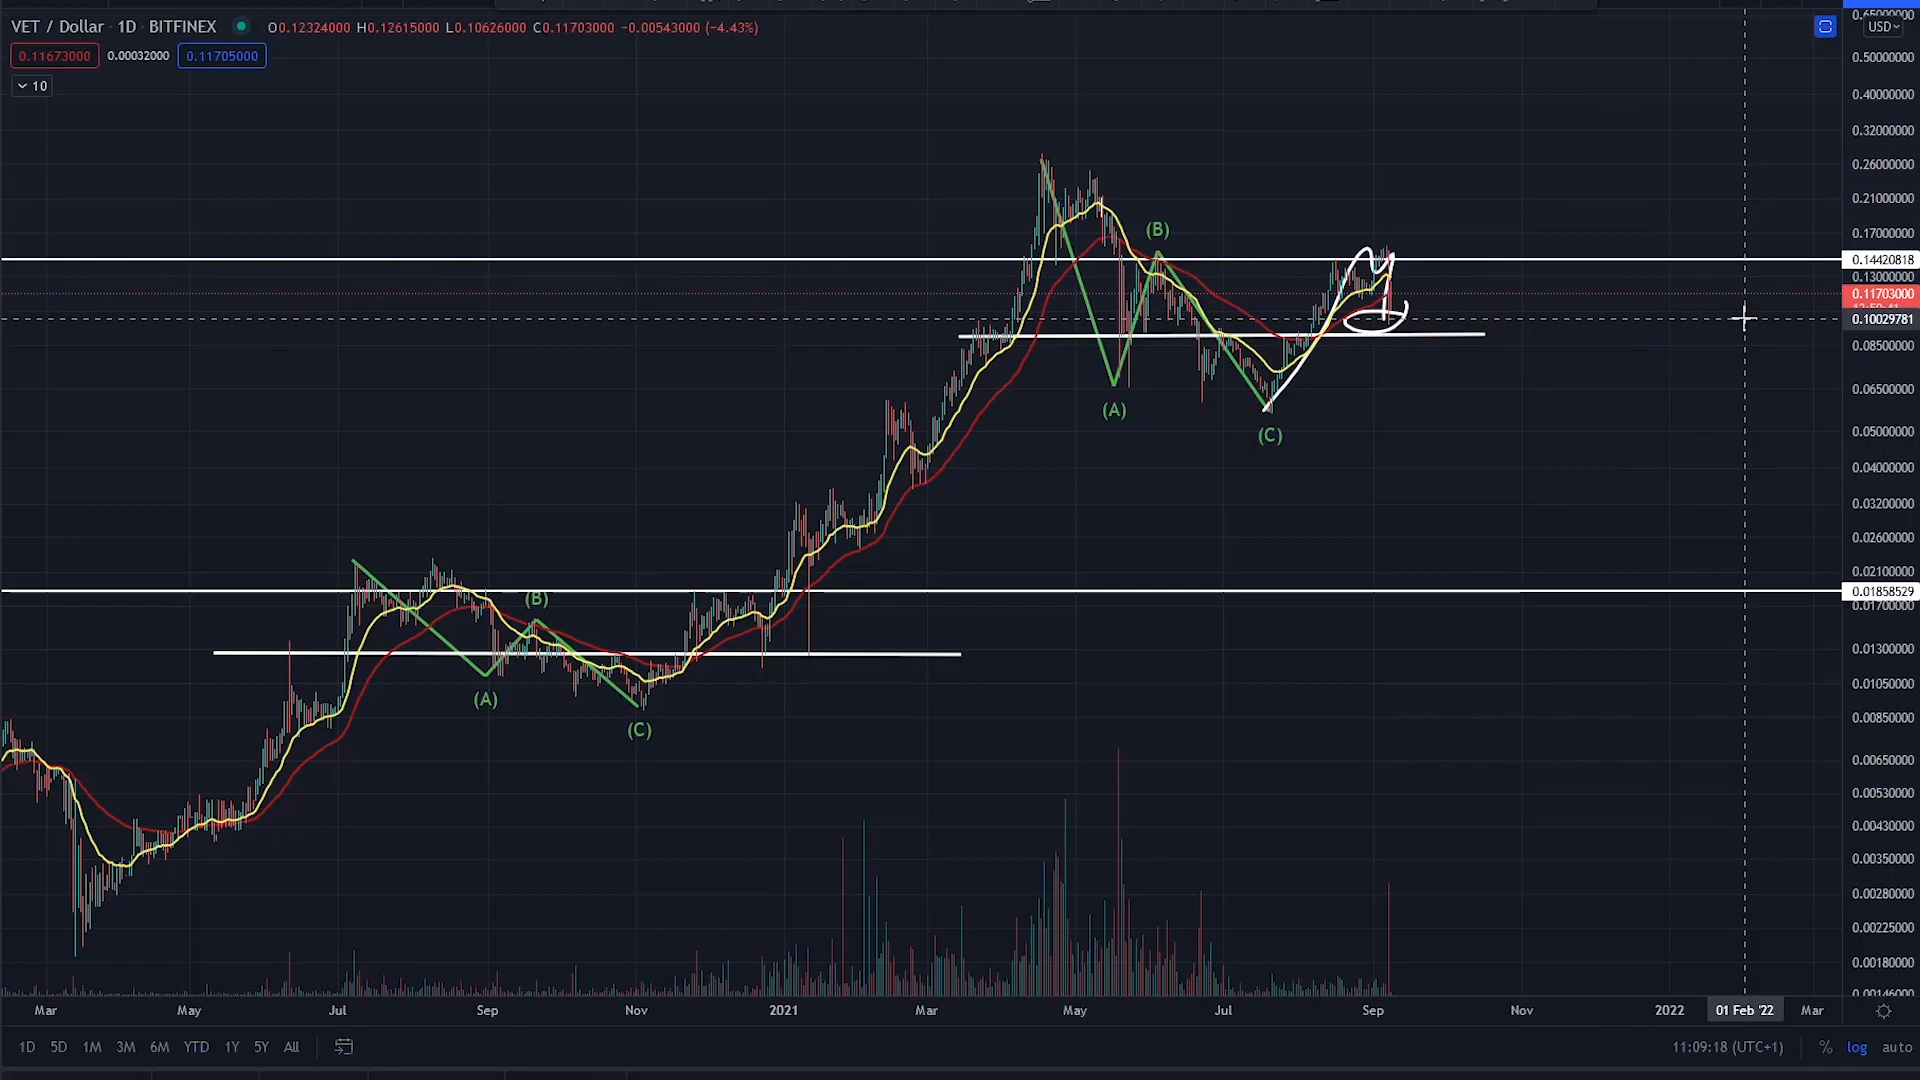 VET / Dollar · 1D · BITFINEX O0.12324000 H0.12615000 L0.10626000 C0.11703000 −0.00543000 (−4.43%)
0.11673000 0.00032000 0.11705000
10
USD
0.50000000
0.40000000
0.32000000
0.26000000
0.21000000
0.17000000
(B)
0.14420818
0.13000000
0.11703000
0.10029781
0.08500000
0.06500000
(A)
0.05000000
(C)
0.04000000
0.03200000
0.02600000
0.02100000
0.01858529
(B)
0.01700000
0.01300000
0.01050000
(A)
0.00850000
(C)
0.00650000
0.00530000
0.00430000
0.00350000
0.00280000
0.00225000
0.00180000
0.00146000
Mar May Jul Sep Nov 2021 Mar May Jul Sep Nov 2022 01 Feb '22 Mar
1D 5D 1M 3M 6M YTD 1Y 5Y All 11:09:18 (UTC+1) % log auto